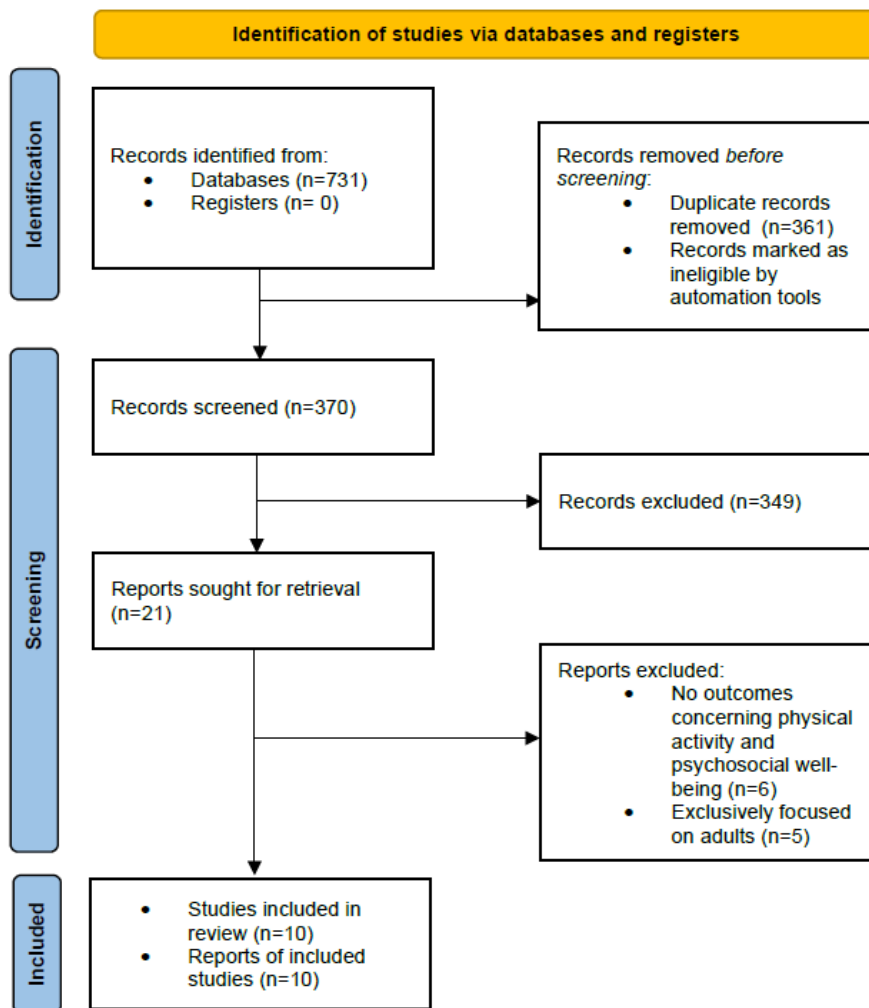 Identification of studies via databases and registers
Identification
Records identified from:
• Databases (n=731)
• Registers (n= 0)
Records removed before
screening:
• Duplicate records
removed (n=361)
• Records marked as
ineligible by
automation tools
Screening
Records screened (n=370)
Records excluded (n=349)
Reports sought for retrieval
(n=21)
Reports excluded:
• No outcomes
concerning physical
activity and
psychosocial well-
being (n=6)
• Exclusively focused
on adults (n=5)
Included
• Studies included in
review (n=10)
• Reports of included
studies (n=10)